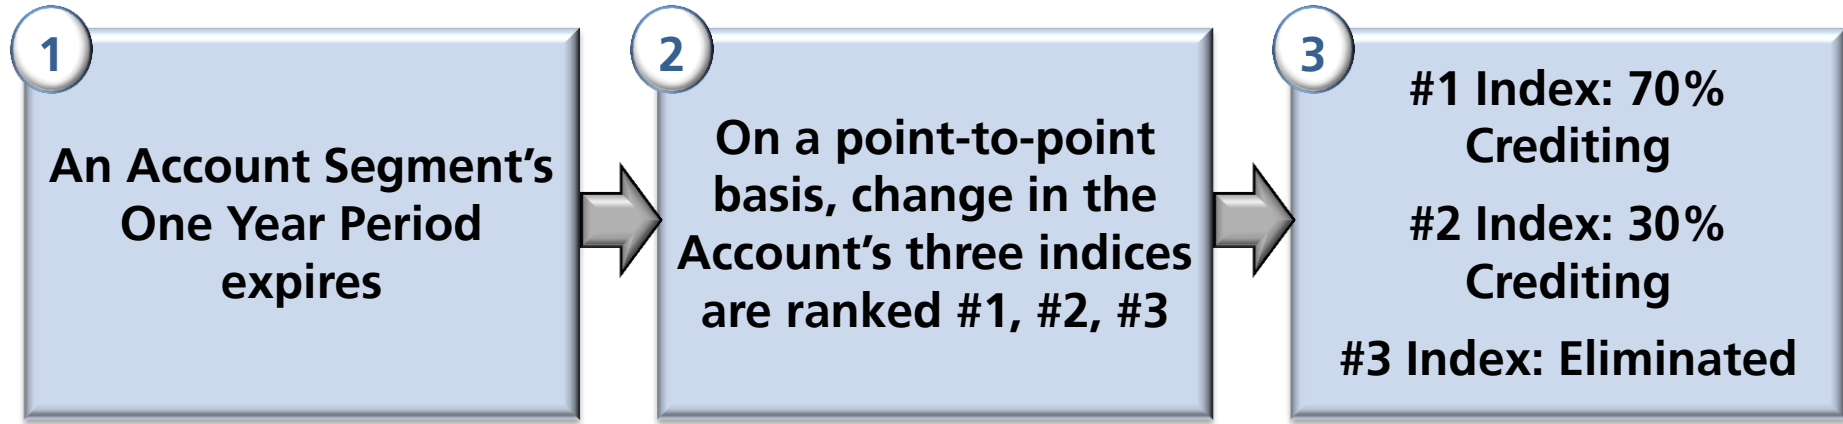 1
An Account Segment’s
One Year Period
expires
2
On a point-to-point
basis, change in the
Account’s three indices
are ranked #1, #2, #3
3
#1 Index: 70%
Crediting
#2 Index: 30%
Crediting
#3 Index: Eliminated